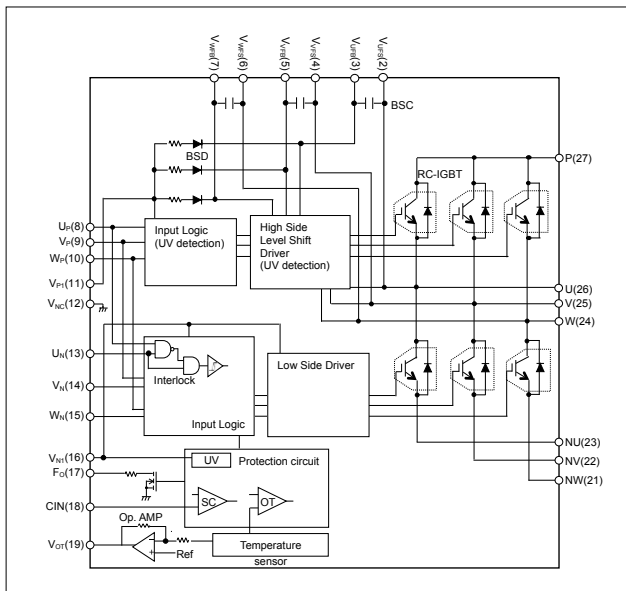 VWFB(7)
VWFS(6)
VVFB(5)
VVFS(4)
VUFB(3)
VUFS(2)
BSC
BSD
P(27)
RC-IGBT
UP(8)
VP(9)
WP(10)
VP1(11)
VNC(12)
Input Logic
(UV detection)
High Side
Level Shift
Driver
(UV detection)
U(26)
V(25)
W(24)
UN(13)
VN(14)
WN(15)
Interlock
Input Logic
Low Side Driver
NU(23)
NV(22)
NW(21)
VN1(16)
FO(17)
CIN(18)
VOT(19)
UV
Protection circuit
SC
OT
Op. AMP
Ref
Temperature
sensor